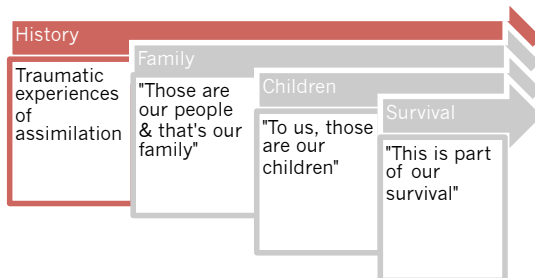 History
Traumatic
experiences
of
assimilation
Family
"Those are
our people
& that's our
family"
Children
"To us, those
are our
children"
Survival
"This is part
of our
survival"